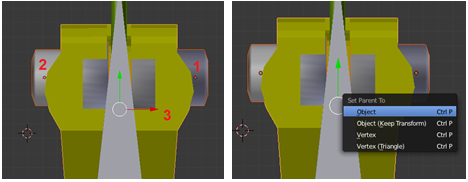 2
1
3
Set Parent To
Object Ctrl P
Object (Keep Transform) Ctrl P
Vertex Ctrl P
Vertex (Triangle) Ctrl P